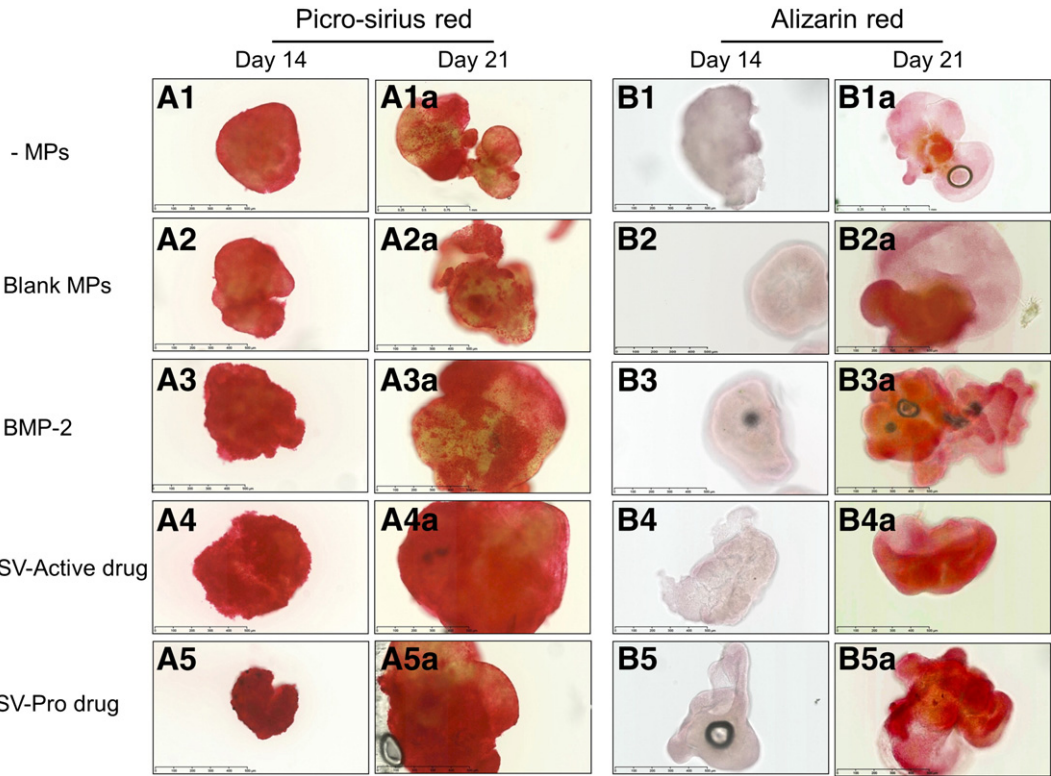 Picro-sirius red
Alizarin red
Day 14
Day 21
Day 14
Day 21
- MPs
A1
A1a
B1
B1a
Blank MPs
A2
A2a
B2
B2a
BMP-2
A3
A3a
B3
B3a
SV-Active drug
A4
A4a
B4
B4a
SV-Pro drug
A5
A5a
B5
B5a